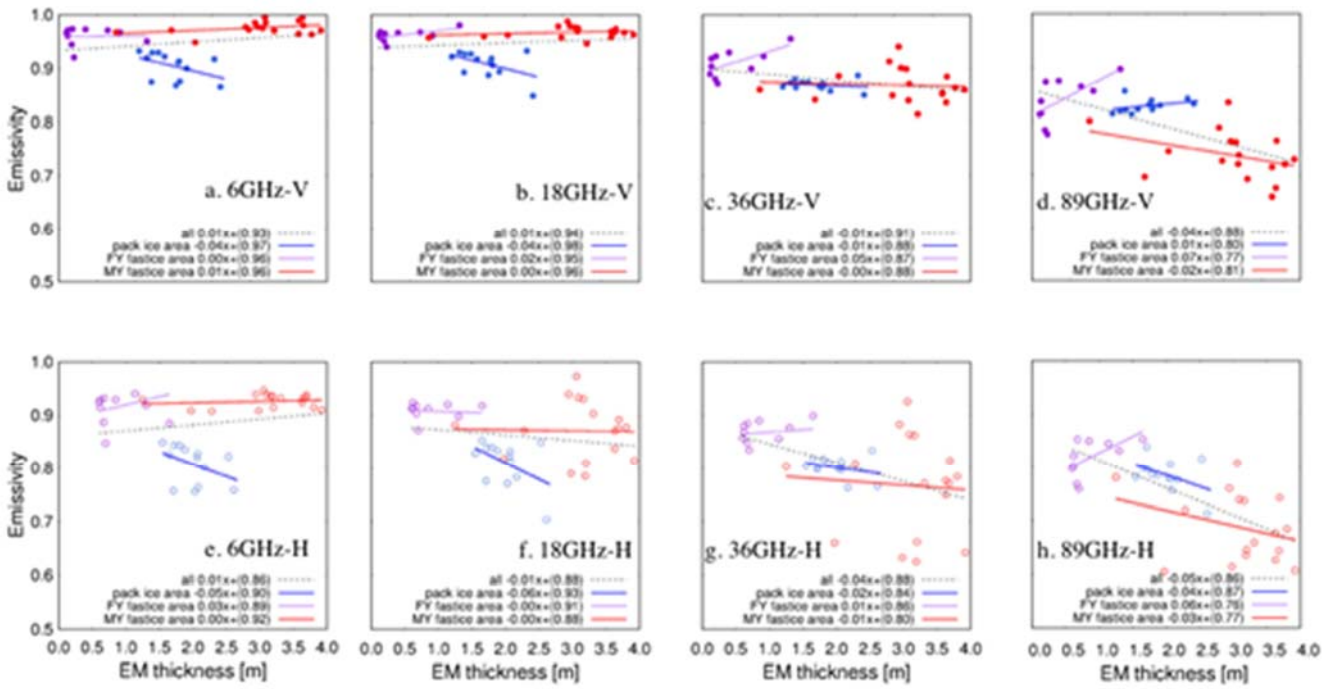 1.0
0.9
0.8
0.7
0.6
0.5
Emissivity
a. 6GHz-V
all 0.01x+(0.93)
pack ice area -0.04x+(0.97)
FY fastice area 0.00x+(0.96)
MY fastice area 0.01x+(0.96)
b. 18GHz-V
all 0.01x+(0.94)
pack ice area -0.04x+(0.98)
FY fastice area 0.02x+(0.95)
MY fastice area 0.00x+(0.96)
c. 36GHz-V
all -0.01x+(0.91)
pack ice area -0.01x+(0.88)
FY fastice area 0.05x+(0.87)
MY fastice area -0.00x+(0.88)
d. 89GHz-V
all -0.04x+(0.88)
pack ice area 0.01x+(0.80)
FY fastice area 0.07x+(0.77)
MY fastice area -0.02x+(0.81)
1.0
0.9
0.8
0.7
0.6
0.5
Emissivity
e. 6GHz-H
all 0.01x+(0.86)
pack ice area -0.05x+(0.90)
FY fastice area 0.03x+(0.89)
MY fastice area 0.00x+(0.92)
0.0 0.5 1.0 1.5 2.0 2.5 3.0 3.5 4.0
EM thickness [m]
f. 18GHz-H
all -0.01x+(0.88)
pack ice area -0.06x+(0.93)
FY fastice area -0.00x+(0.91)
MY fastice area -0.00x+(0.88)
0.0 0.5 1.0 1.5 2.0 2.5 3.0 3.5 4.0
EM thickness [m]
g. 36GHz-H
all -0.04x+(0.88)
pack ice area -0.02x+(0.84)
FY fastice area 0.01x+(0.86)
MY fastice area -0.01x+(0.80)
0.0 0.5 1.0 1.5 2.0 2.5 3.0 3.5 4.0
EM thickness [m]
h. 89GHz-H
all -0.05x+(0.86)
pack ice area -0.04x+(0.87)
FY fastice area 0.06x+(0.76)
MY fastice area -0.03x+(0.77)
0.0 0.5 1.0 1.5 2.0 2.5 3.0 3.5 4.0
EM thickness [m]